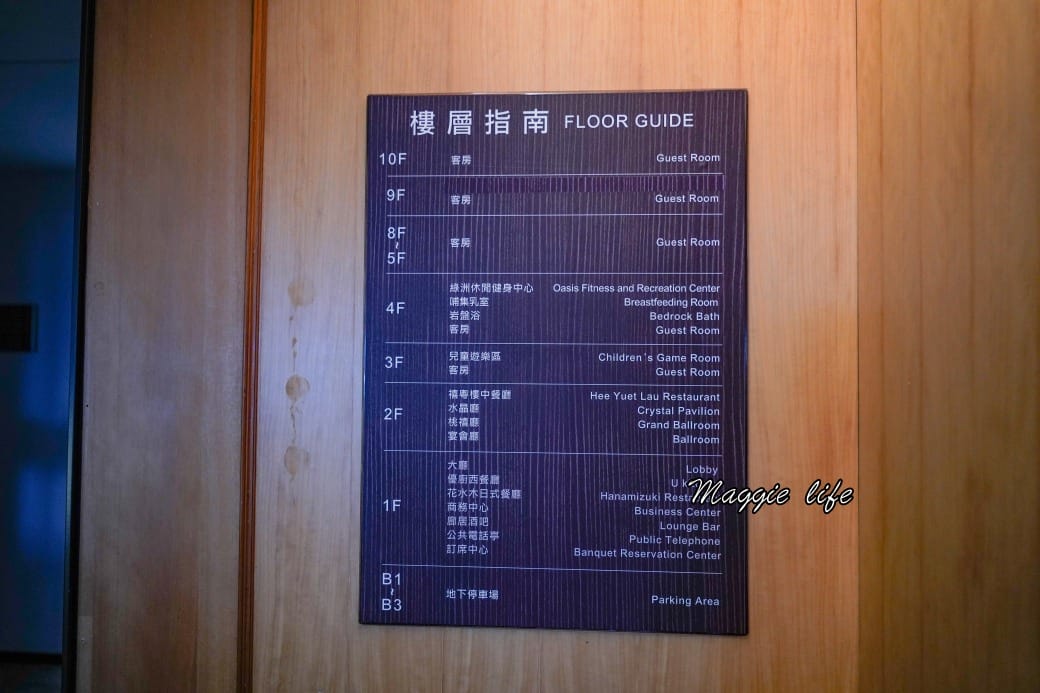 樓層指南 FLOOR GUIDE
10F 客房 Guest Room
9F 客房 Guest Room
8F~5F 客房 Guest Room
4F
綠洲休閒健身中心 Oasis Fitness and Recreation Center
哺集乳室 Breastfeeding Room
岩盤浴 Bedrock Bath
客房 Guest Room
3F
兒童遊樂區 Children's Game Room
客房 Guest Room
2F
禧粵樓中餐廳 Hee Yuet Lau Restaurant
水晶廳 Crystal Pavilion
桃禧廳 Grand Ballroom
宴會廳 Ballroom
1F
大廳 Lobby
優廚西餐廳 U
花水木日式餐廳 Hanamizuki
商務中心 Business Center
廊居酒吧 Lounge Bar
公共電話亭 Public Telephone
訂席中心 Banquet Reservation Center
B1~B3 地下停車場 Parking Area
Maggie life